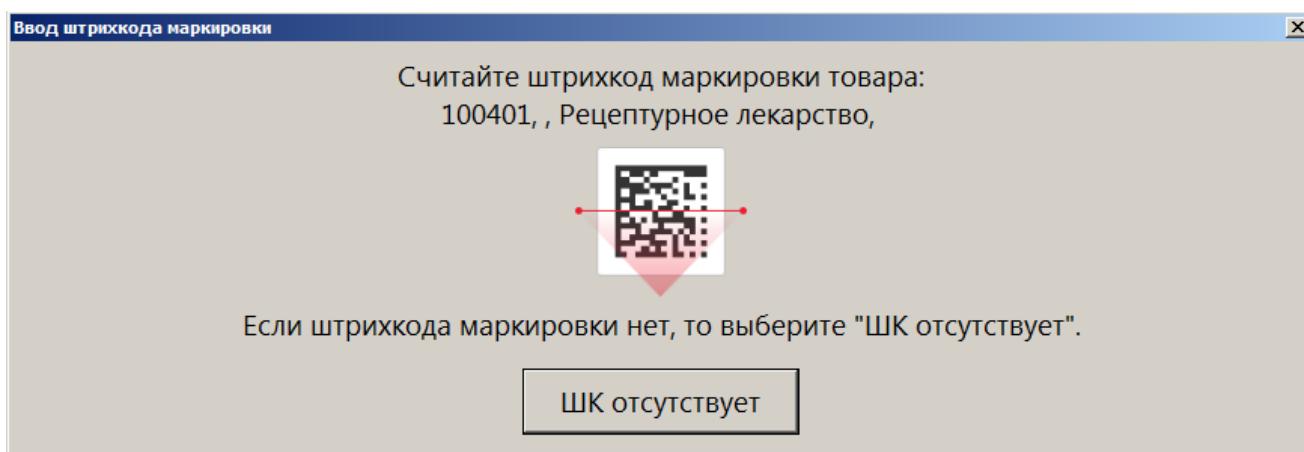 Ввод штрихкода маркировки
Считайте штрихкод маркировки товара:
100401, , Рецептурное лекарство,
Если штрихкода маркировки нет, то выберите "ШК отсутствует".
ШК отсутствует